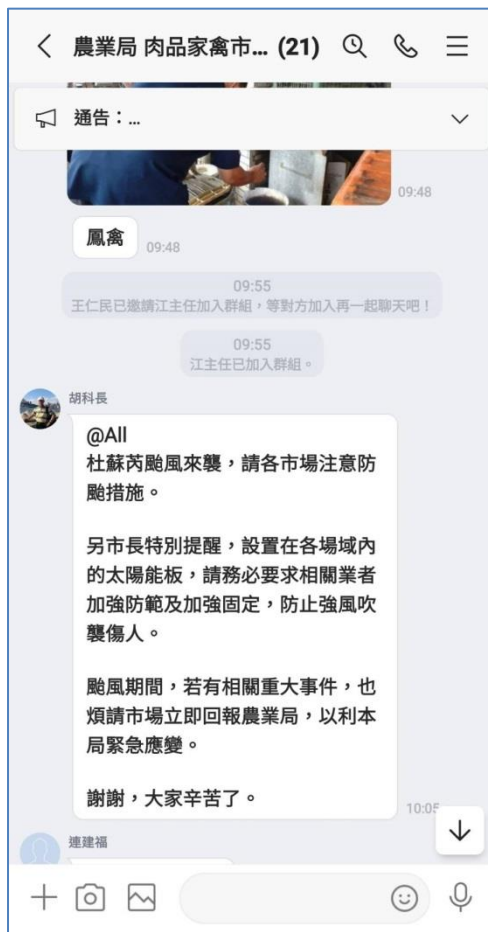 農業局 肉品家禽市... (21)
通告：...
09:48
鳳禽
09:48
09:55
王仁民已邀請江主任加入群組，等對方加入再一起聊天吧！
09:55
江主任已加入群組。
胡科長
@All
杜蘇芮颱風來襲，請各市場注意防
颱措施。
另市長特別提醒，設置在各場域內
的太陽能板，請務必要求相關業者
加強防範及加強固定，防止強風吹
襲傷人。
颱風期間，若有相關重大事件，也
煩請市場立即回報農業局，以利本
局緊急應變。
謝謝，大家辛苦了。
10:05
連建福